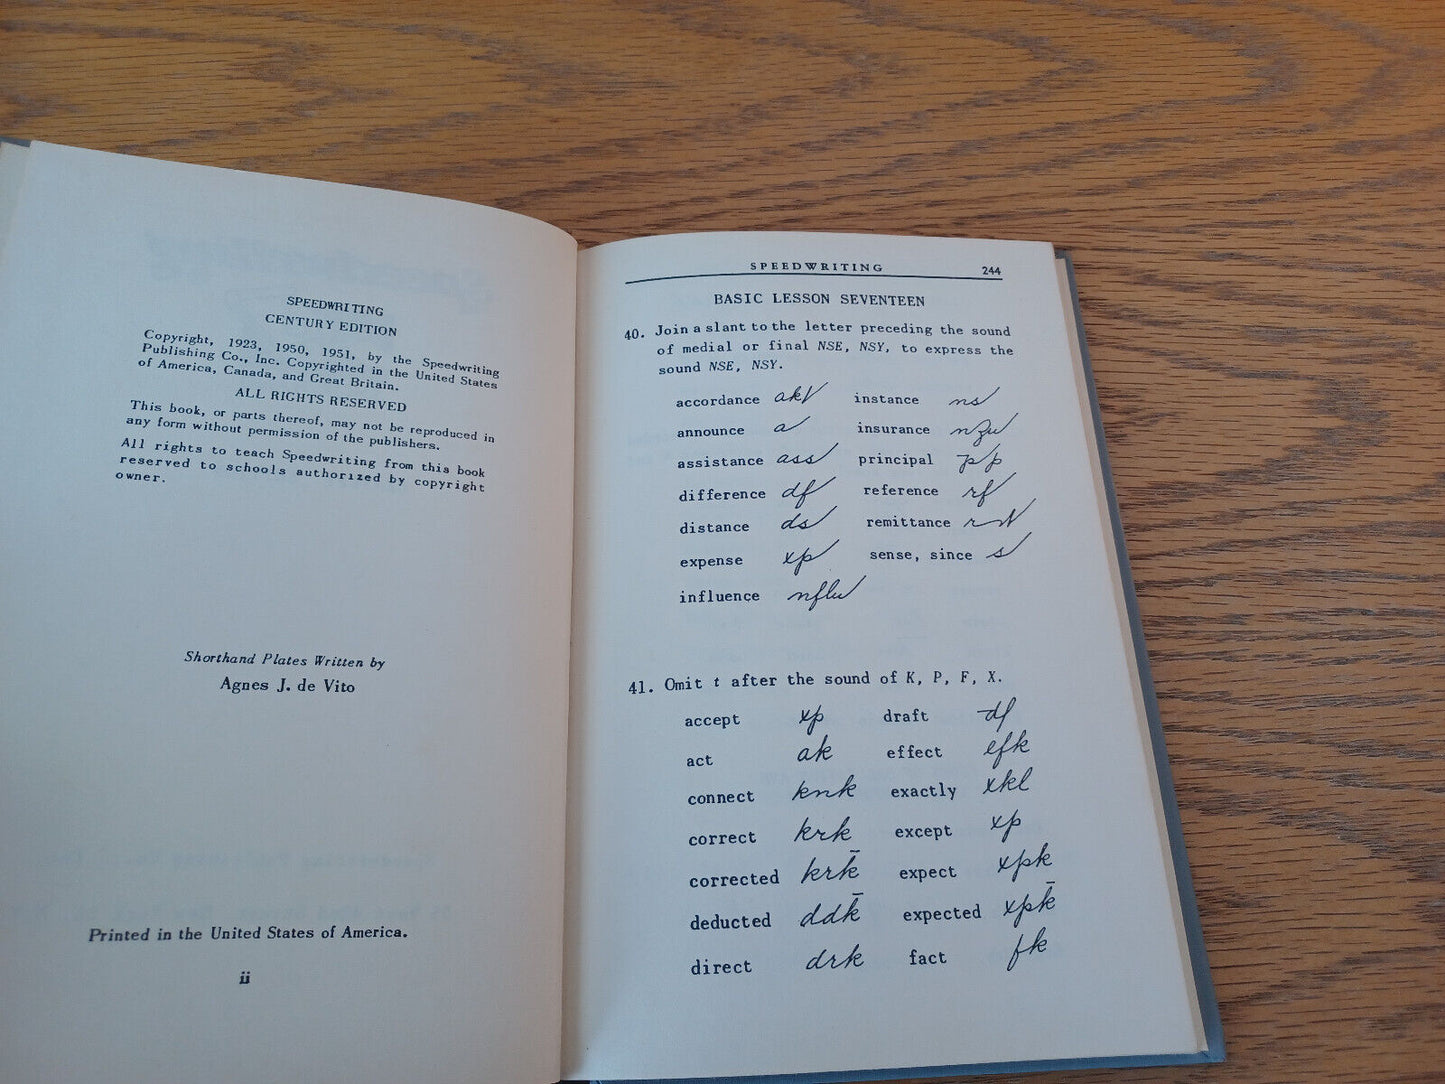 SPEEDWRITING
CENTURY EDITION
Copyright, 1923, 1950, 1951, by the Speedwriting
Publishing Co., Inc. Copyrighted in the United States
of America, Canada, and Great Britain.
ALL RIGHTS RESERVED
This book, or parts thereof, may not be reproduced in
any form without permission of the publishers.
All rights to teach Speedwriting from this book
reserved to schools authorized by copyright
owner.
Shorthand Plates Written by
Agnes J. de Vito
Printed in the United States of America.
ii
SPEEDWRITING 244
BASIC LESSON SEVENTEEN
40. Join a slant to the letter preceding the sound
of medial or final NSE, NSY, to express the
sound NSE, NSY.
accordance instance ns/
announce a/ insurance
assistance ass/ principal pp
difference df/ reference rf/
distance ds/ remittance
expense xp/ sense, since s/
influence nflu/
41. Omit t after the sound of K, P, F, X.
accept xp draft df
act ak effect efk
connect knk exactly xkl
correct krk except xp
corrected krk̄ expect xpk
deducted ddk̄ expected xpk̄
direct drk fact fk